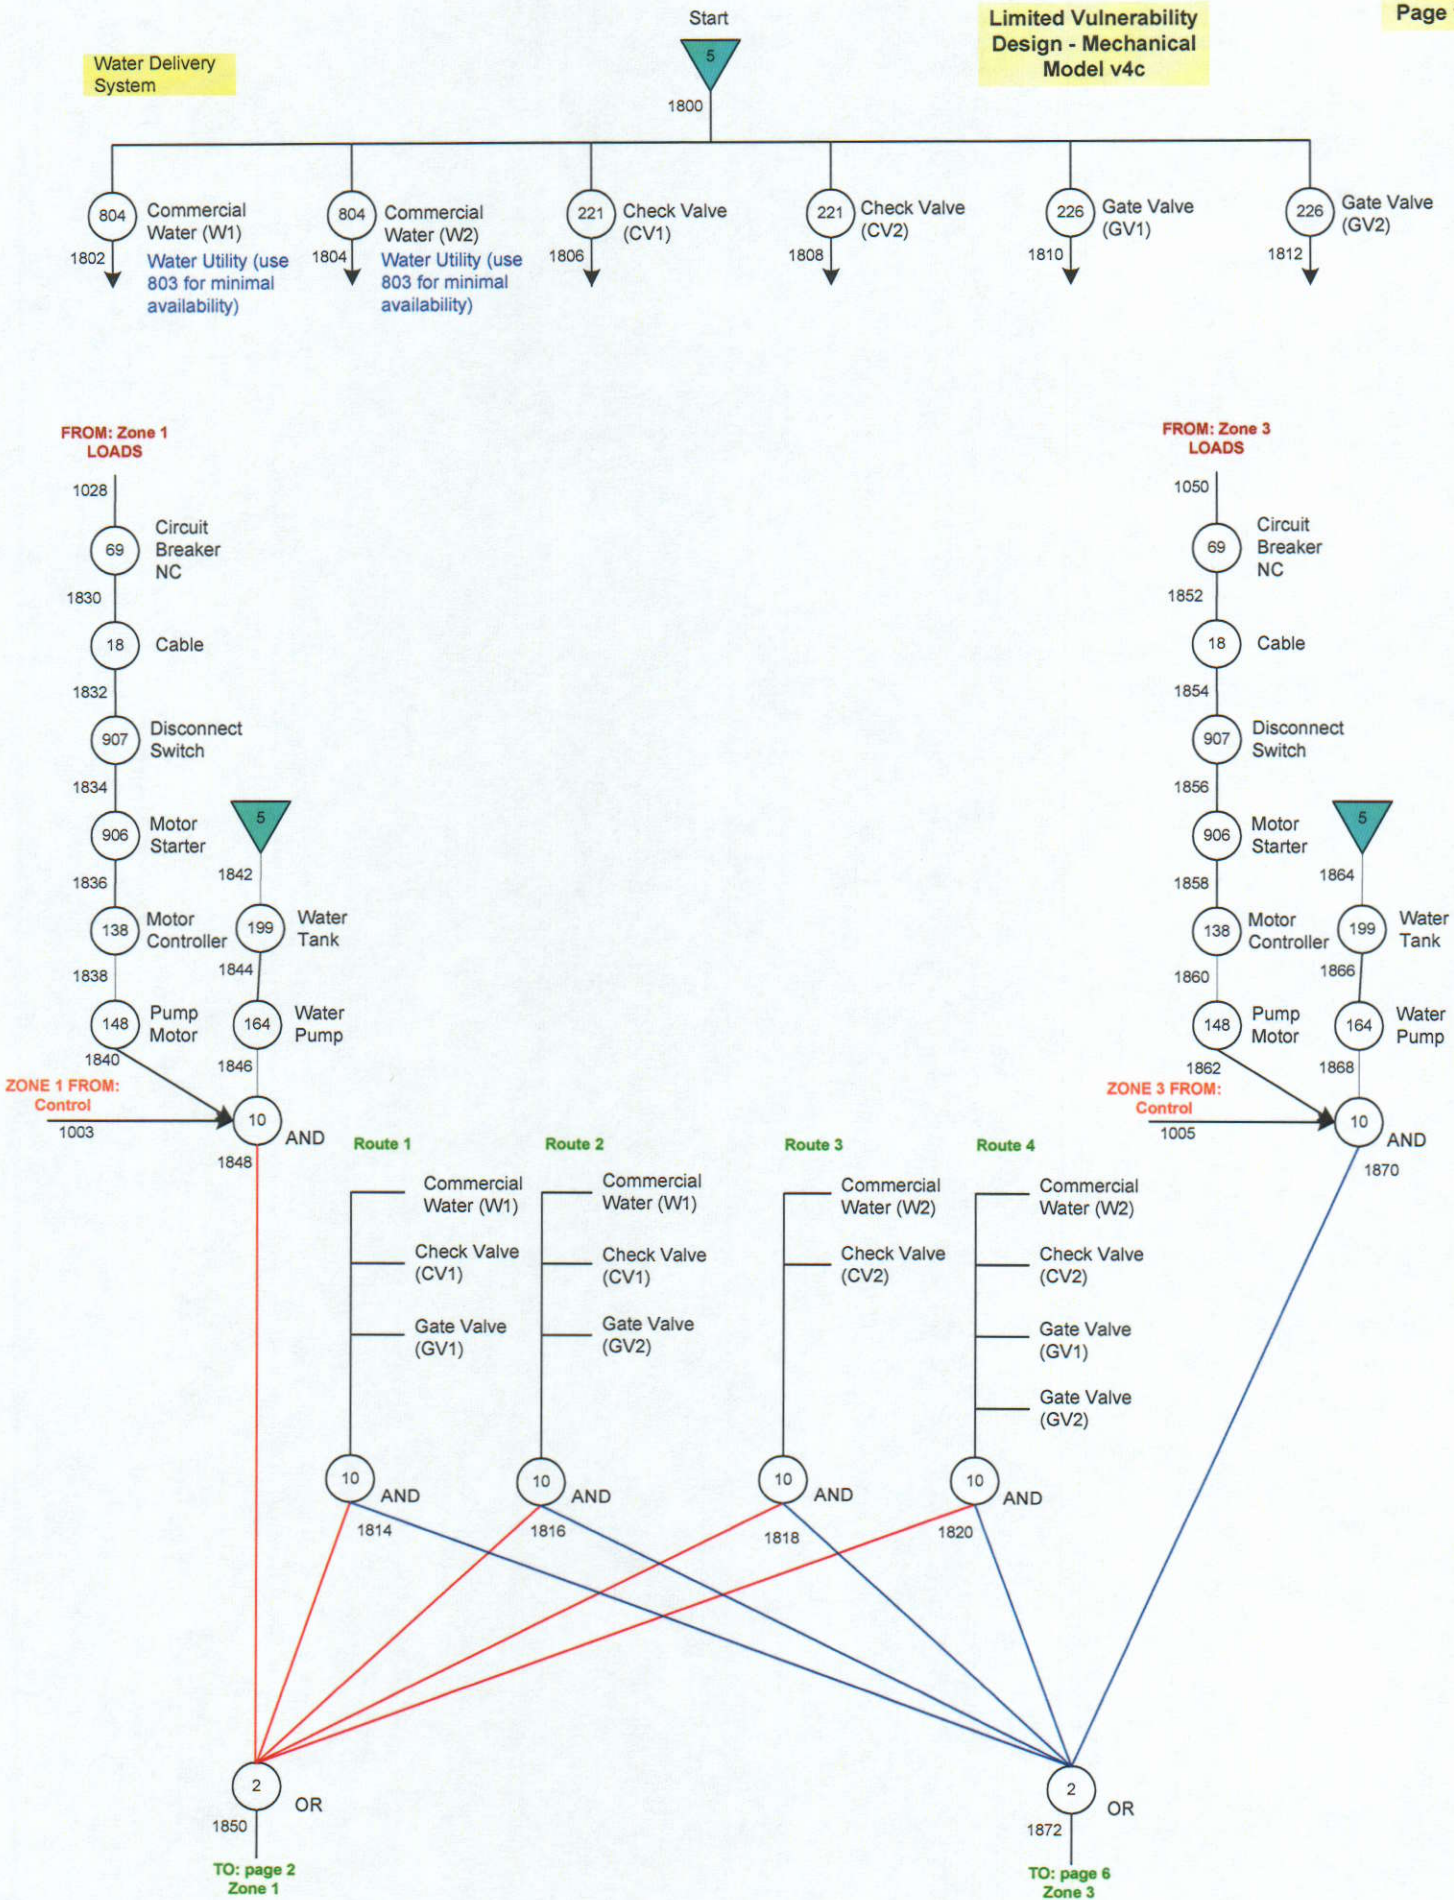 Start
Limited Vulnerability
Design - Mechanical
Model v4c
Page
Water Delivery
System
5
1800
804
Commercial
Water (W1)
1802
Water Utility (use
803 for minimal
availability)
804
Commercial
Water (W2)
1804
Water Utility (use
803 for minimal
availability)
221
Check Valve
(CV1)
1806
221
Check Valve
(CV2)
1808
226
Gate Valve
(GV1)
1810
226
Gate Valve
(GV2)
1812
FROM: Zone 1
LOADS
1028
69
Circuit
Breaker
NC
1830
18
Cable
1832
907
Disconnect
Switch
1834
906
Motor
Starter
1836
138
Motor
Controller
1838
148
Pump
Motor
1840
5
1842
199
Water
Tank
1844
164
Water
Pump
1846
ZONE 1 FROM:
Control
1003
10
AND
1848
FROM: Zone 3
LOADS
1050
69
Circuit
Breaker
NC
1852
18
Cable
1854
907
Disconnect
Switch
1856
906
Motor
Starter
1858
138
Motor
Controller
1860
148
Pump
Motor
1862
5
1864
199
Water
Tank
1866
164
Water
Pump
1868
ZONE 3 FROM:
Control
1005
10
AND
1870
Route 1
Commercial
Water (W1)
Check Valve
(CV1)
Gate Valve
(GV1)
10
AND
1814
Route 2
Commercial
Water (W1)
Check Valve
(CV1)
Gate Valve
(GV2)
10
AND
1816
Route 3
Commercial
Water (W2)
Check Valve
(CV2)
10
AND
1818
Route 4
Commercial
Water (W2)
Check Valve
(CV2)
Gate Valve
(GV1)
Gate Valve
(GV2)
10
AND
1820
2
OR
1850
TO: page 2
Zone 1
2
OR
1872
TO: page 6
Zone 3